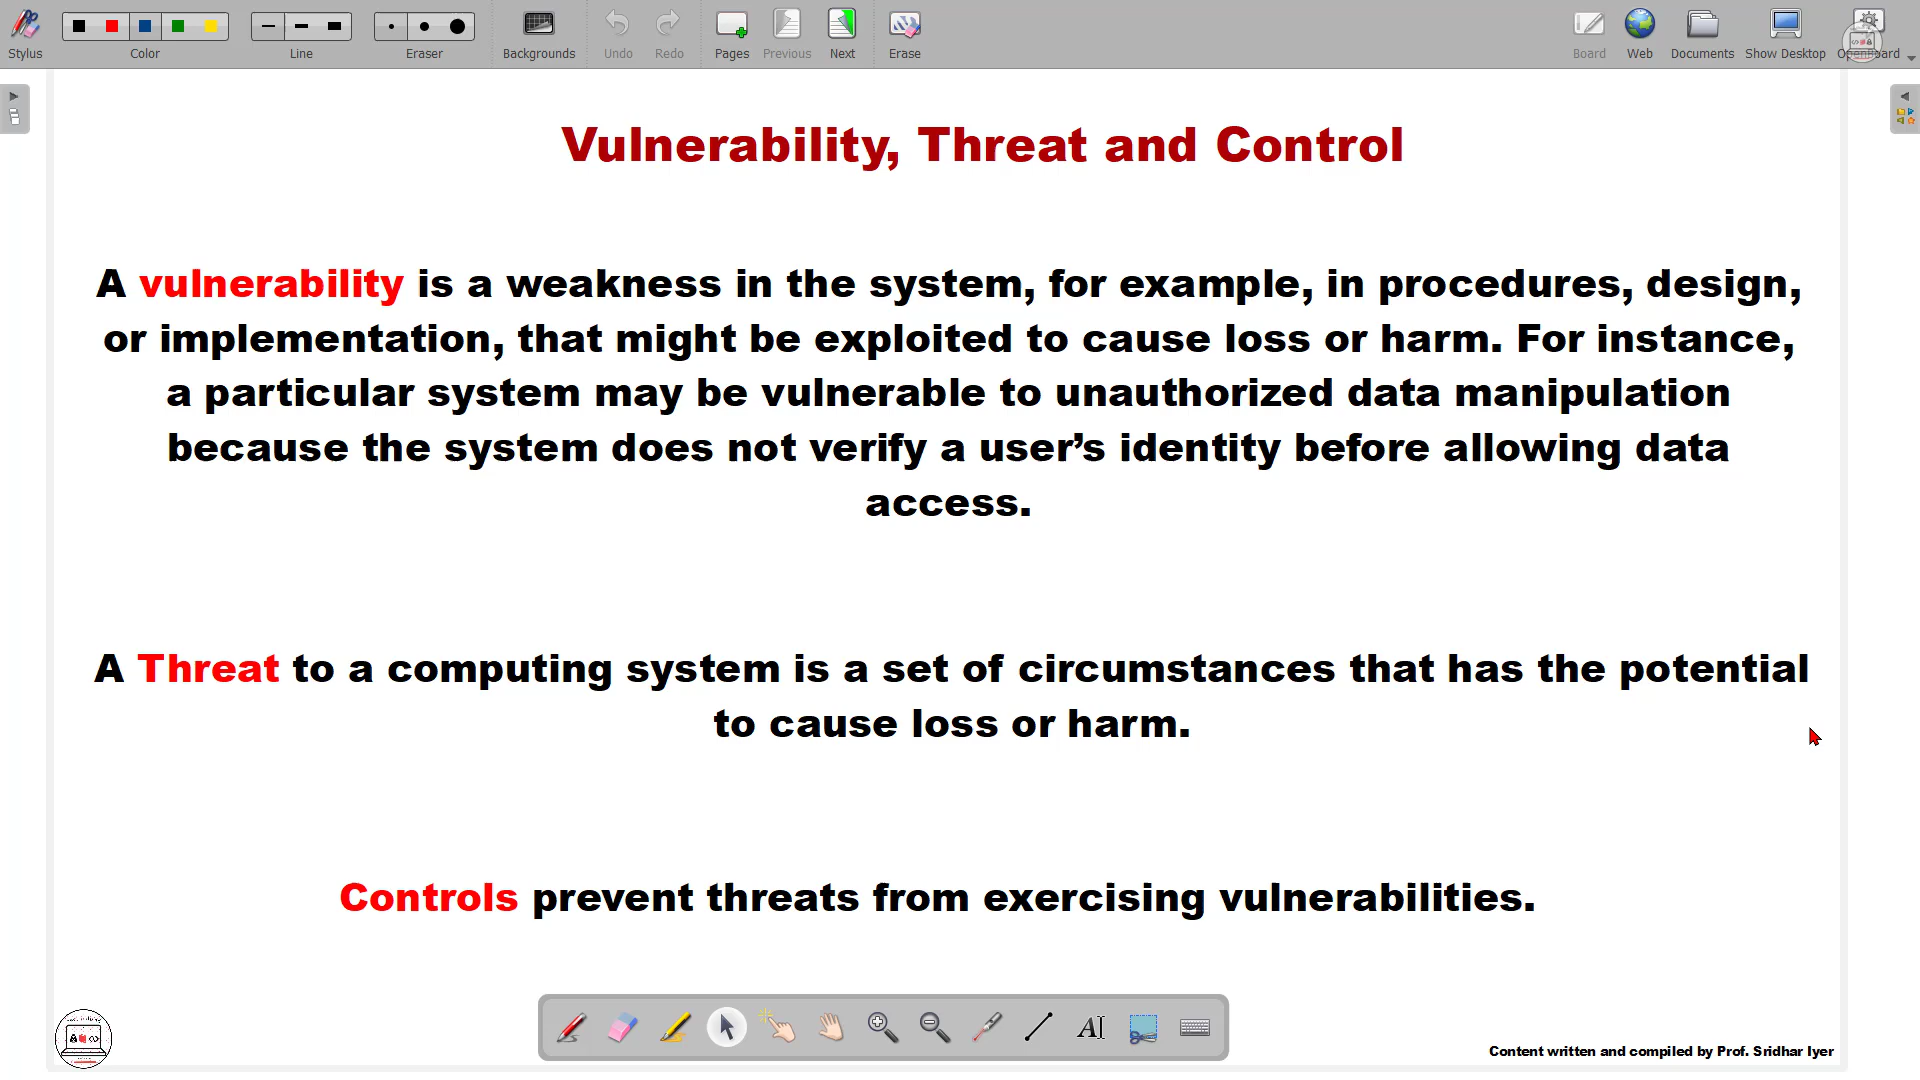 Stylus
Color
Line
Eraser
Backgrounds
Undo
Redo
Pages
Previous
Next
Erase
Board
Web
Documents
Show Desktop
OpenBoard
Vulnerability, Threat and Control
A vulnerability is a weakness in the system, for example, in procedures, design,
or implementation, that might be exploited to cause loss or harm. For instance,
a particular system may be vulnerable to unauthorized data manipulation
because the system does not verify a user’s identity before allowing data
access.
A Threat to a computing system is a set of circumstances that has the potential
to cause loss or harm.
Controls prevent threats from exercising vulnerabilities.
Content written and compiled by Prof. Sridhar Iyer